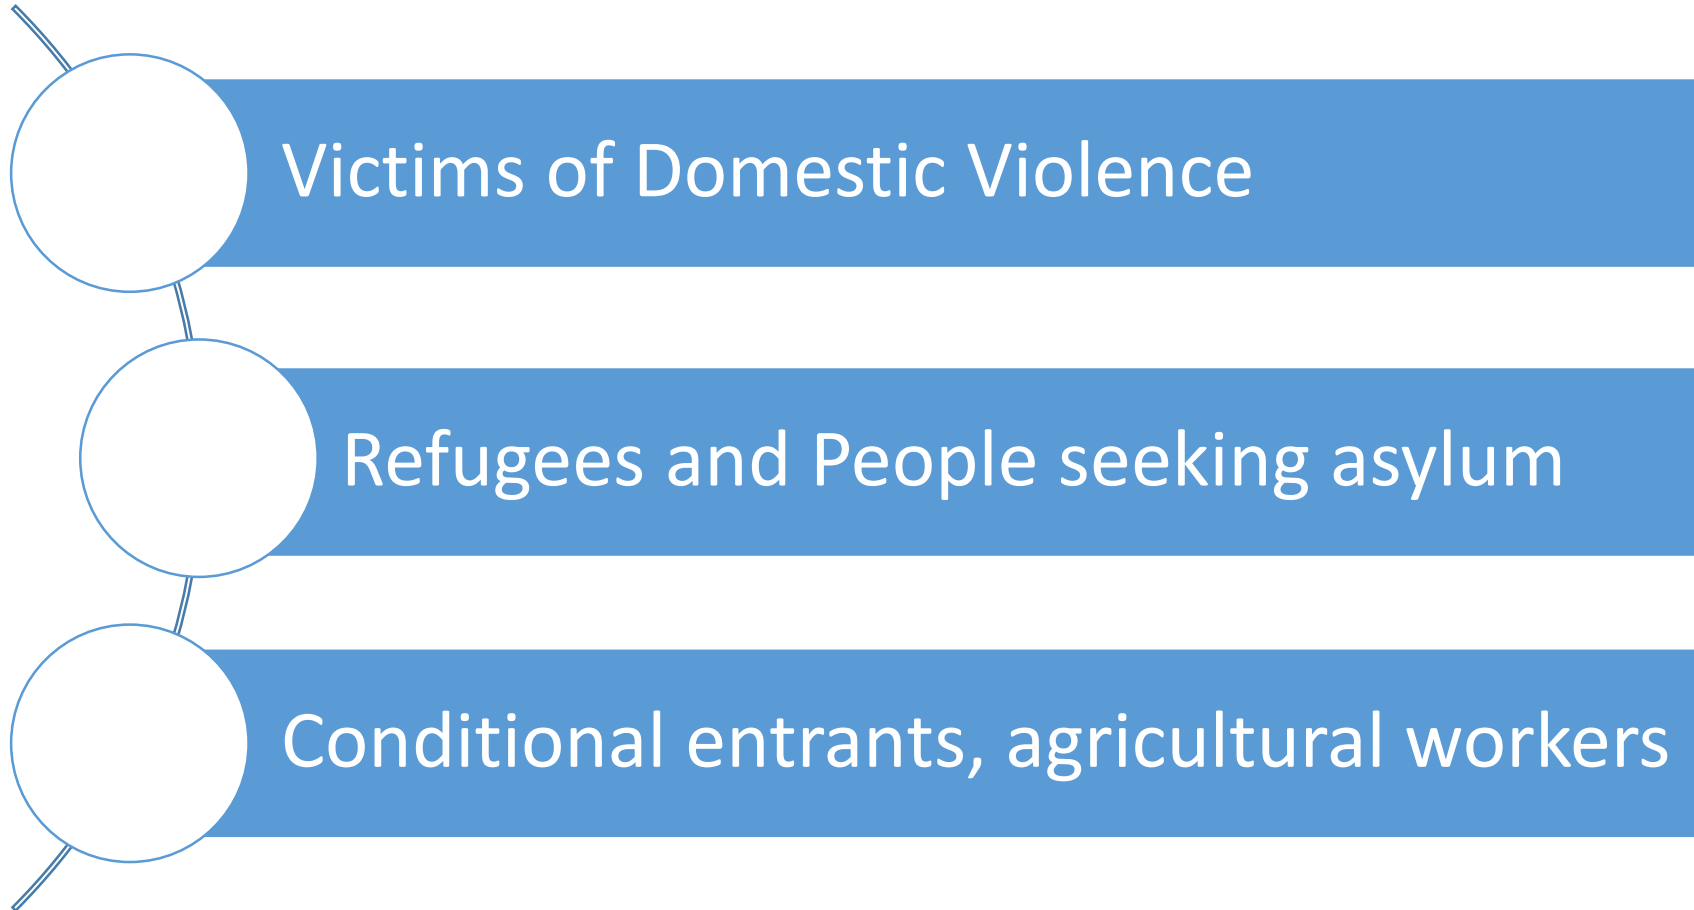 Victims of Domestic Violence
Refugees and People seeking asylum
Conditional entrants, agricultural workers